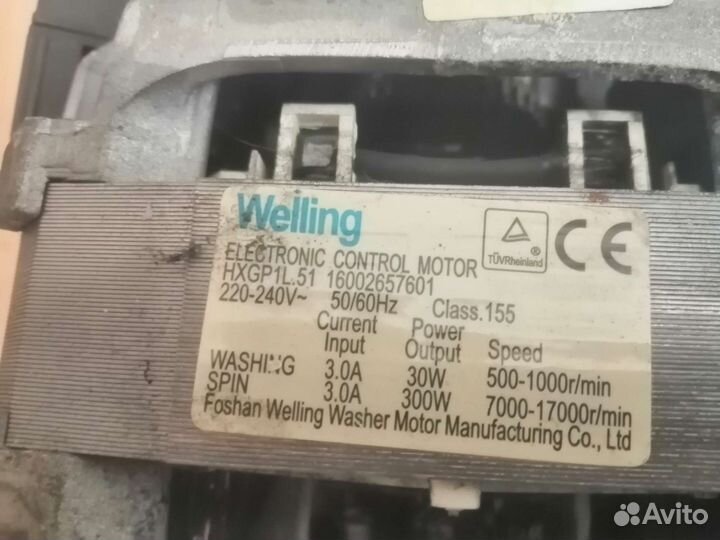 Welling
TÜVRheinland ®
CE
ELECTRONIC CONTROL MOTOR
HXGP1L.51 16002657601
220-240V~ 50/60Hz Class.155
Current Power
Input Output Speed
WASHING 3.0A 30W 500-1000r/min
SPIN 3.0A 300W 7000-17000r/min
Foshan Welling Washer Motor Manufacturing Co., Ltd
Avito